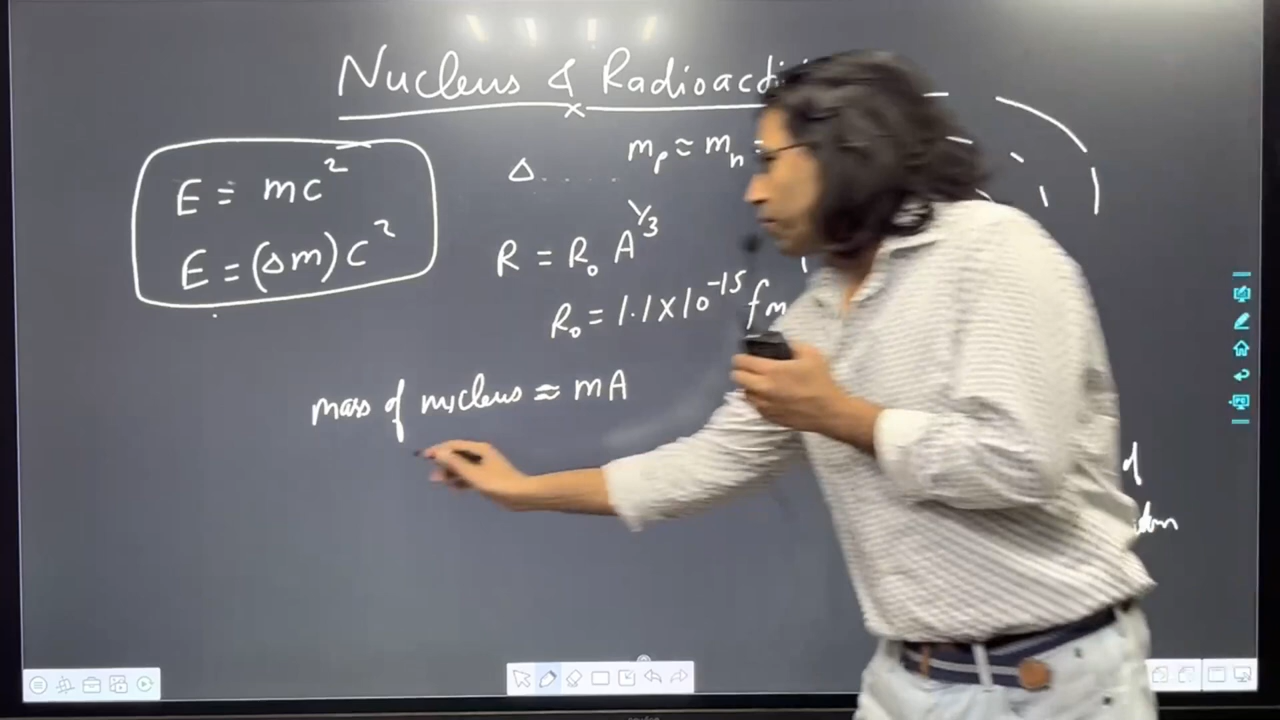 Nucleus & Radioacti
E = mc²
E = (Δm)c²
Δ.....
mₚ ≈ mₙ =
R = R₀ A^1/3
R₀ = 1.1 × 10⁻¹⁵ fm
mass of nucleus ≈ mA